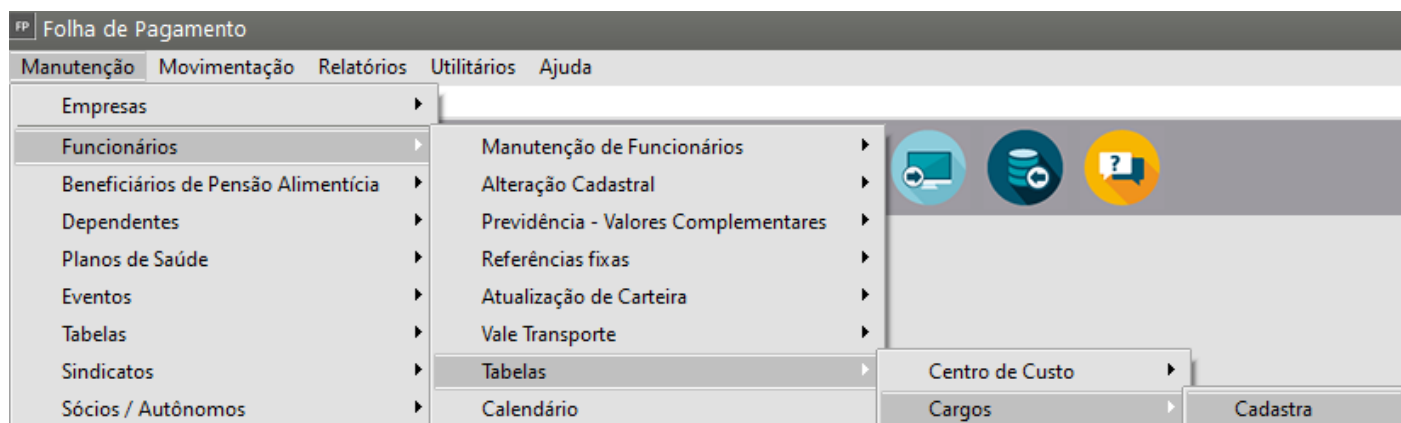 FP Folha de Pagamento
Manutenção Movimentação Relatórios Utilitários Ajuda
Empresas
Funcionários
Beneficiários de Pensão Alimentícia
Dependentes
Planos de Saúde
Eventos
Tabelas
Sindicatos
Sócios / Autônomos
Manutenção de Funcionários
Alteração Cadastral
Previdência - Valores Complementares
Referências fixas
Atualização de Carteira
Vale Transporte
Tabelas
Calendário
Centro de Custo
Cargos
Cadastra
?